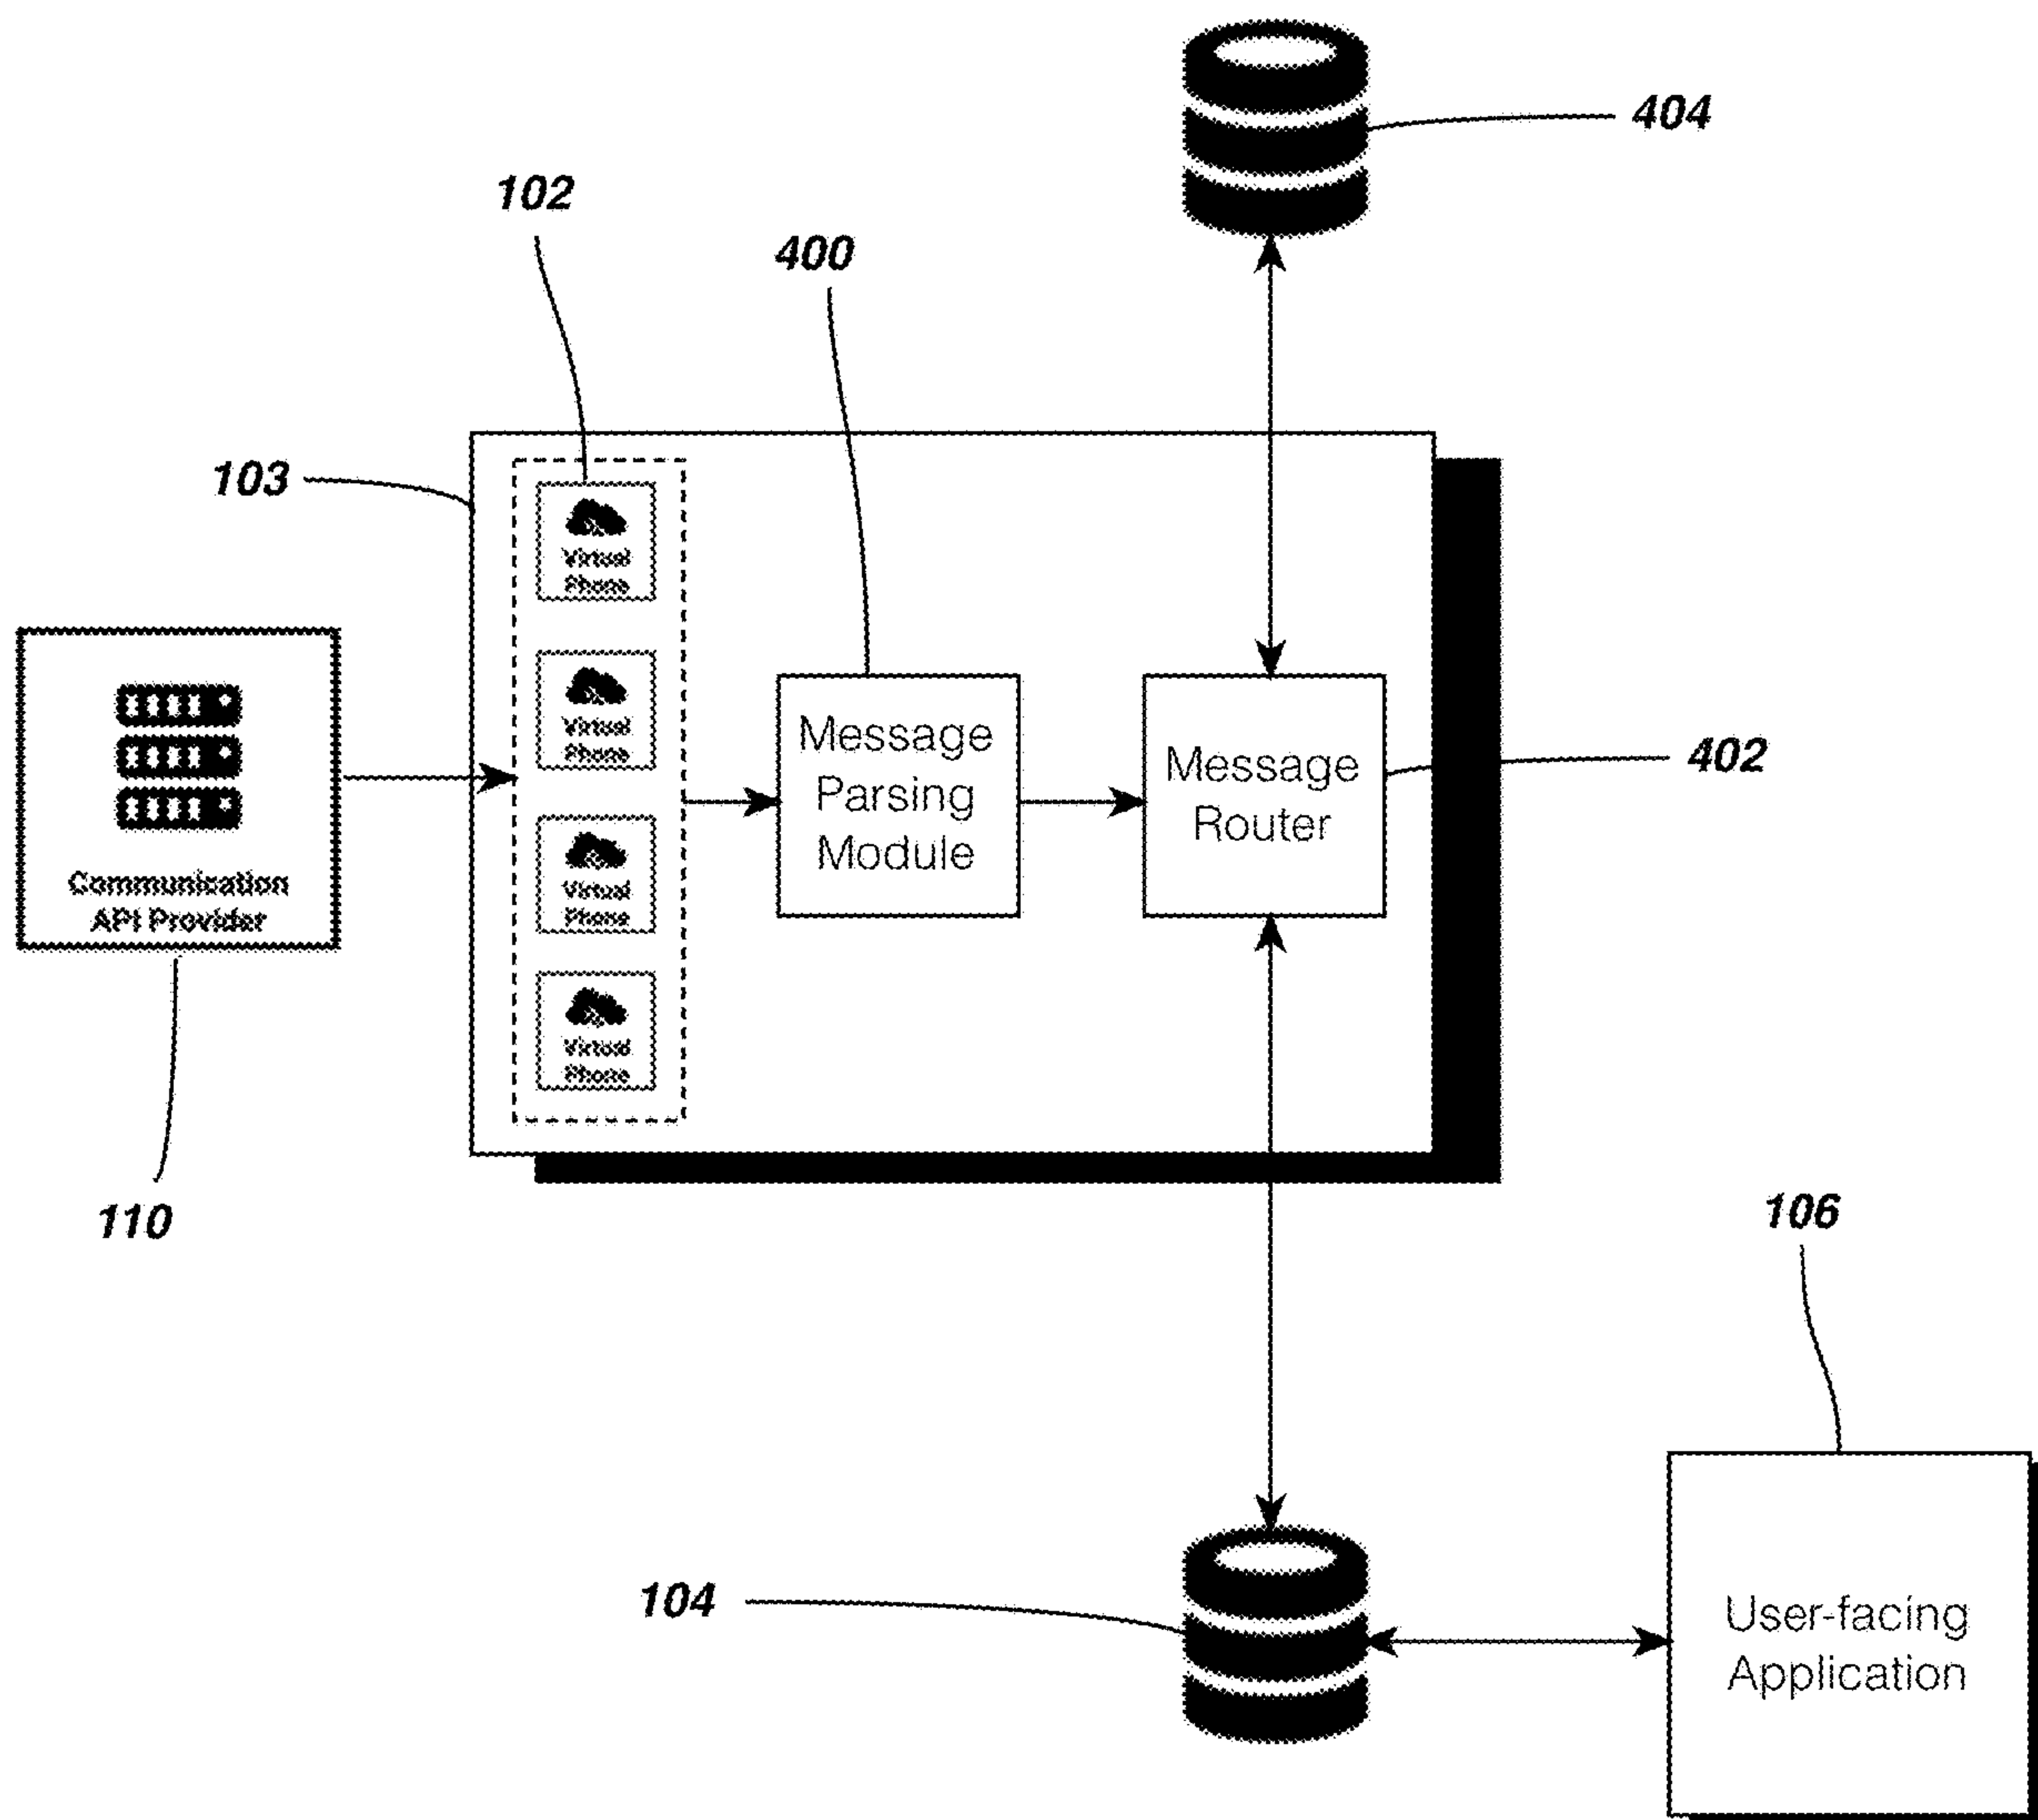 404
102
400
103
Virtual
Phone
Virtual
Phone
Virtual
Phone
Virtual
Phone
Message
Parsing
Module
Message
Router
402
Communication
API Provider
110
106
104
User-facing
Application